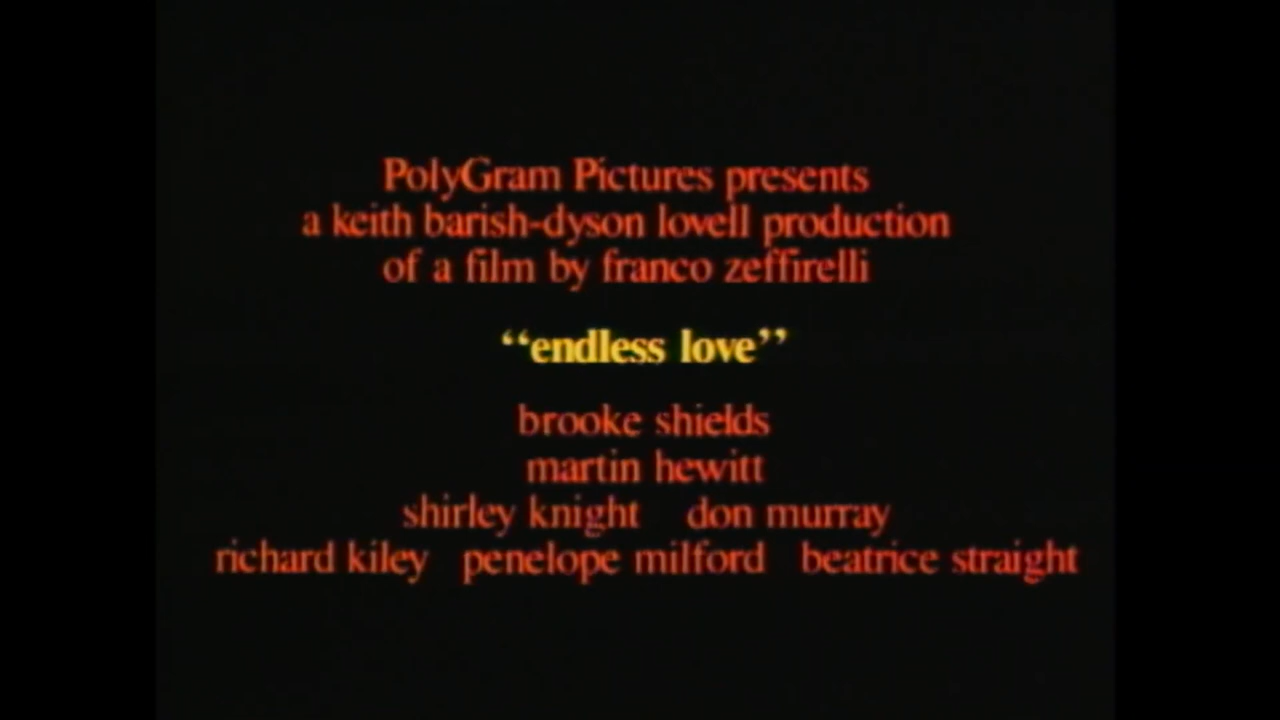 PolyGram Pictures presents
a keith barish-dyson lovell production
of a film by franco zeffirelli
“endless love”
brooke shields
martin hewitt
shirley knight don murray
richard kiley penelope milford beatrice straight